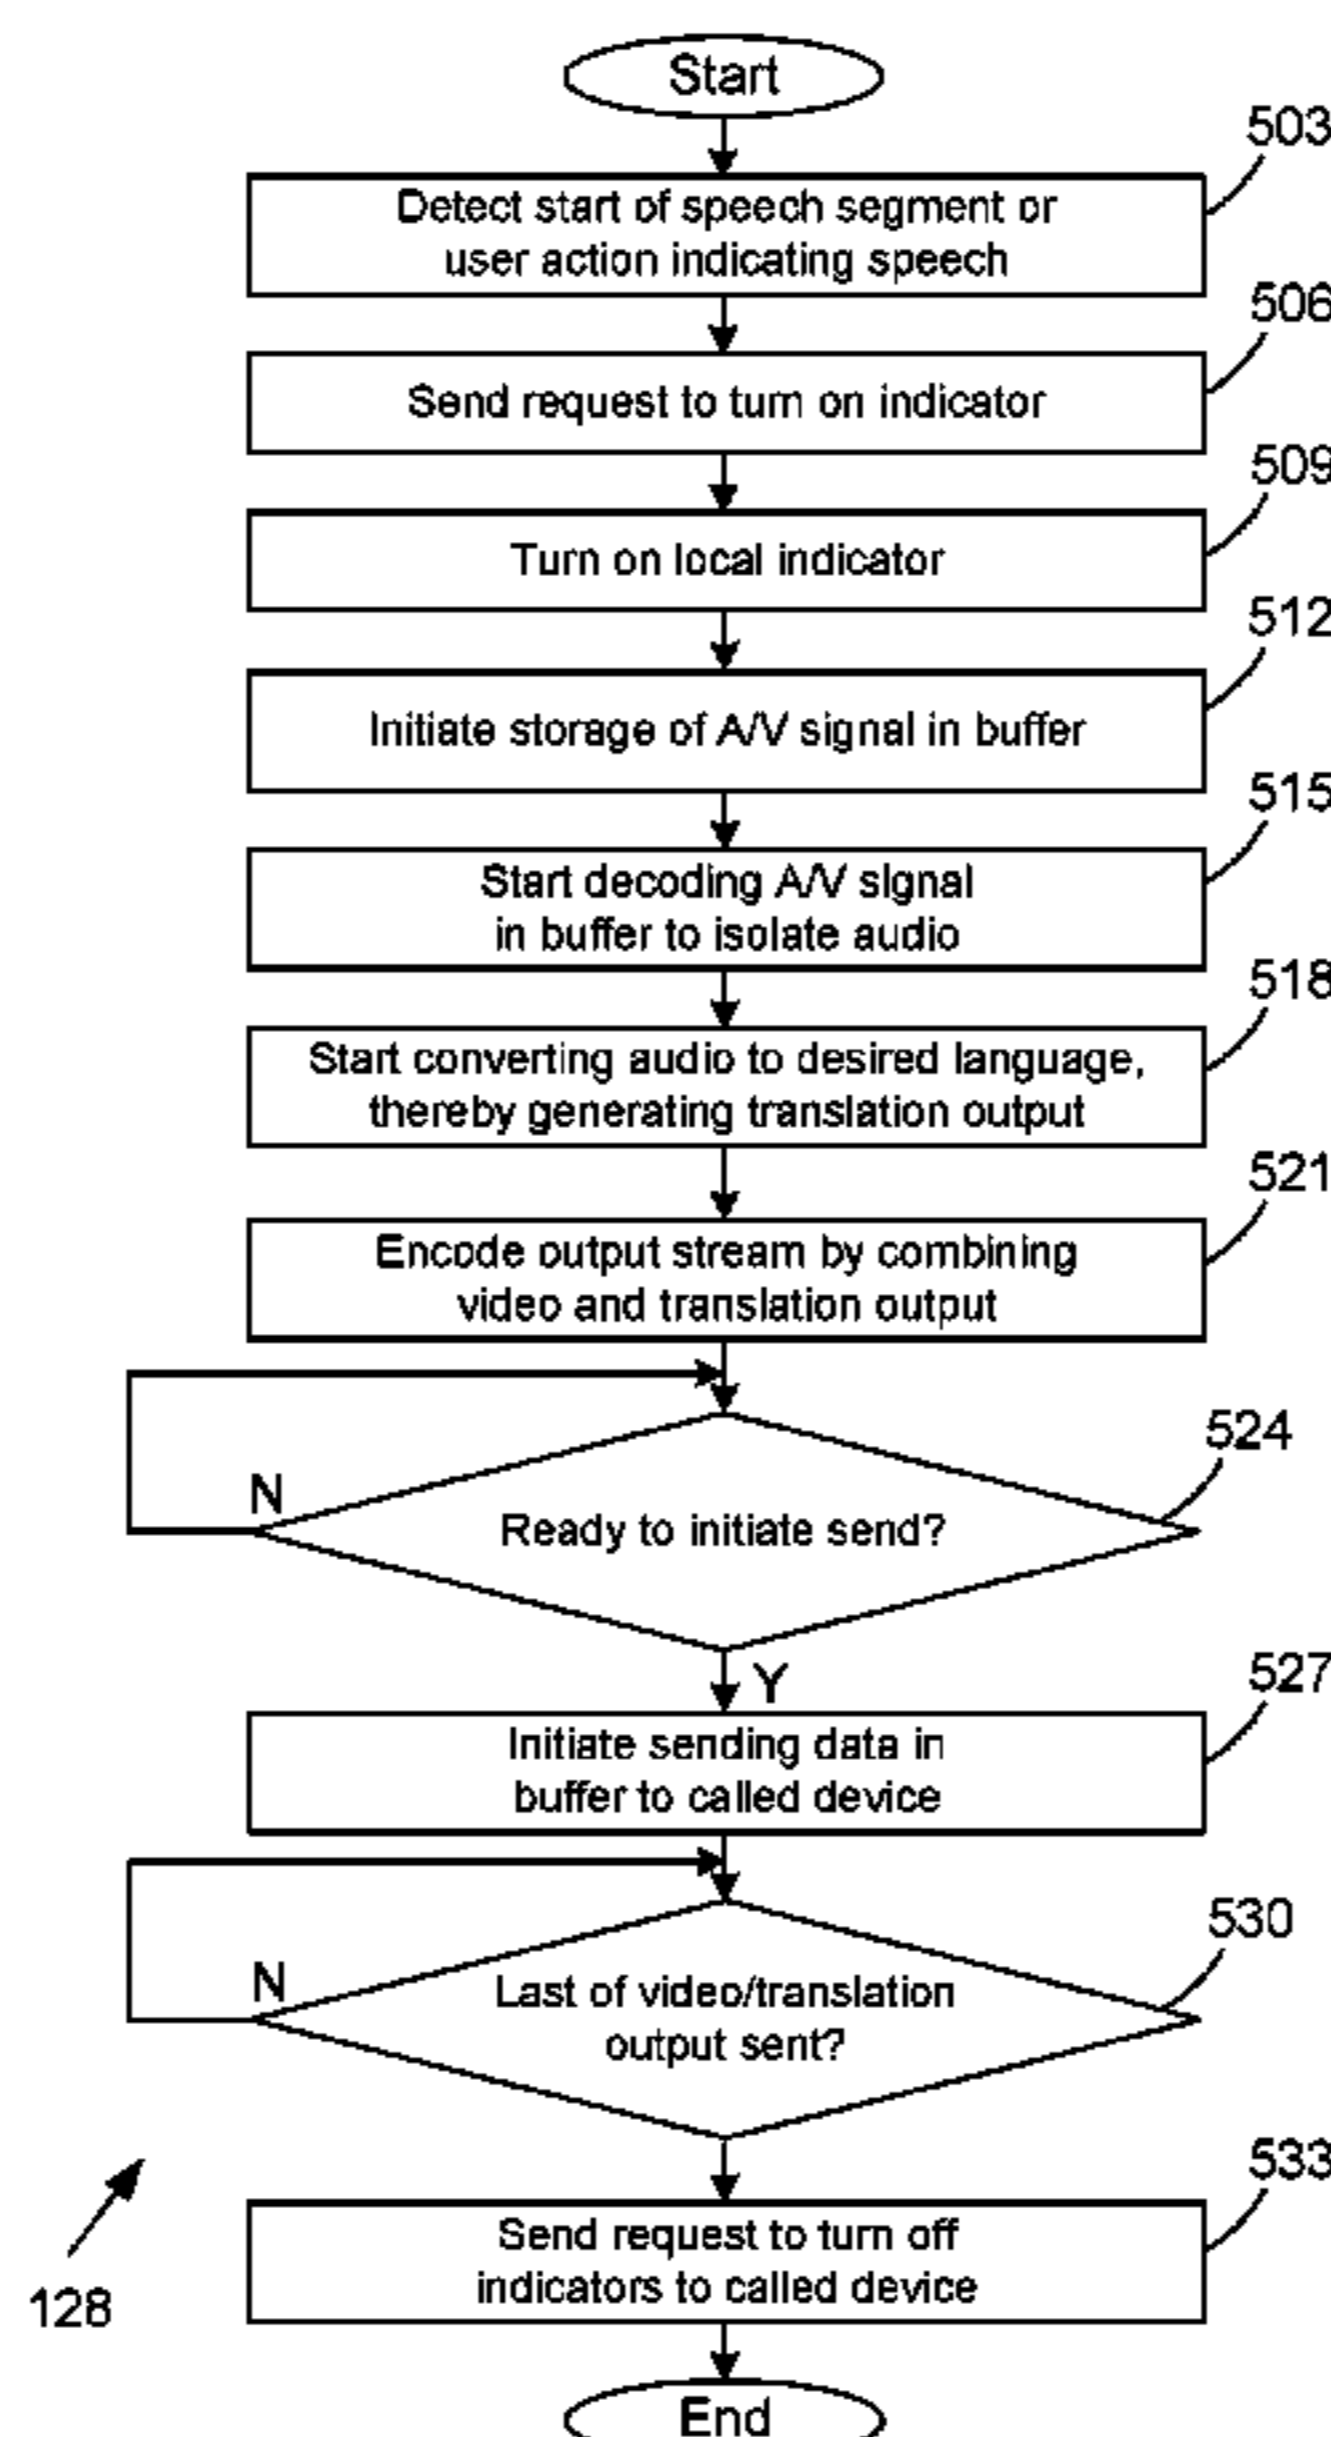 Start
503
Detect start of speech segment or
user action indicating speech
506
Send request to turn on indicator
509
Turn on local indicator
512
Initiate storage of A/V signal in buffer
515
Start decoding A/V signal
in buffer to isolate audio
518
Start converting audio to desired language,
thereby generating translation output
521
Encode output stream by combining
video and translation output
524
N
Ready to initiate send?
Y
527
Initiate sending data in
buffer to called device
530
N
Last of video/translation
output sent?
533
Send request to turn off
indicators to called device
128
End